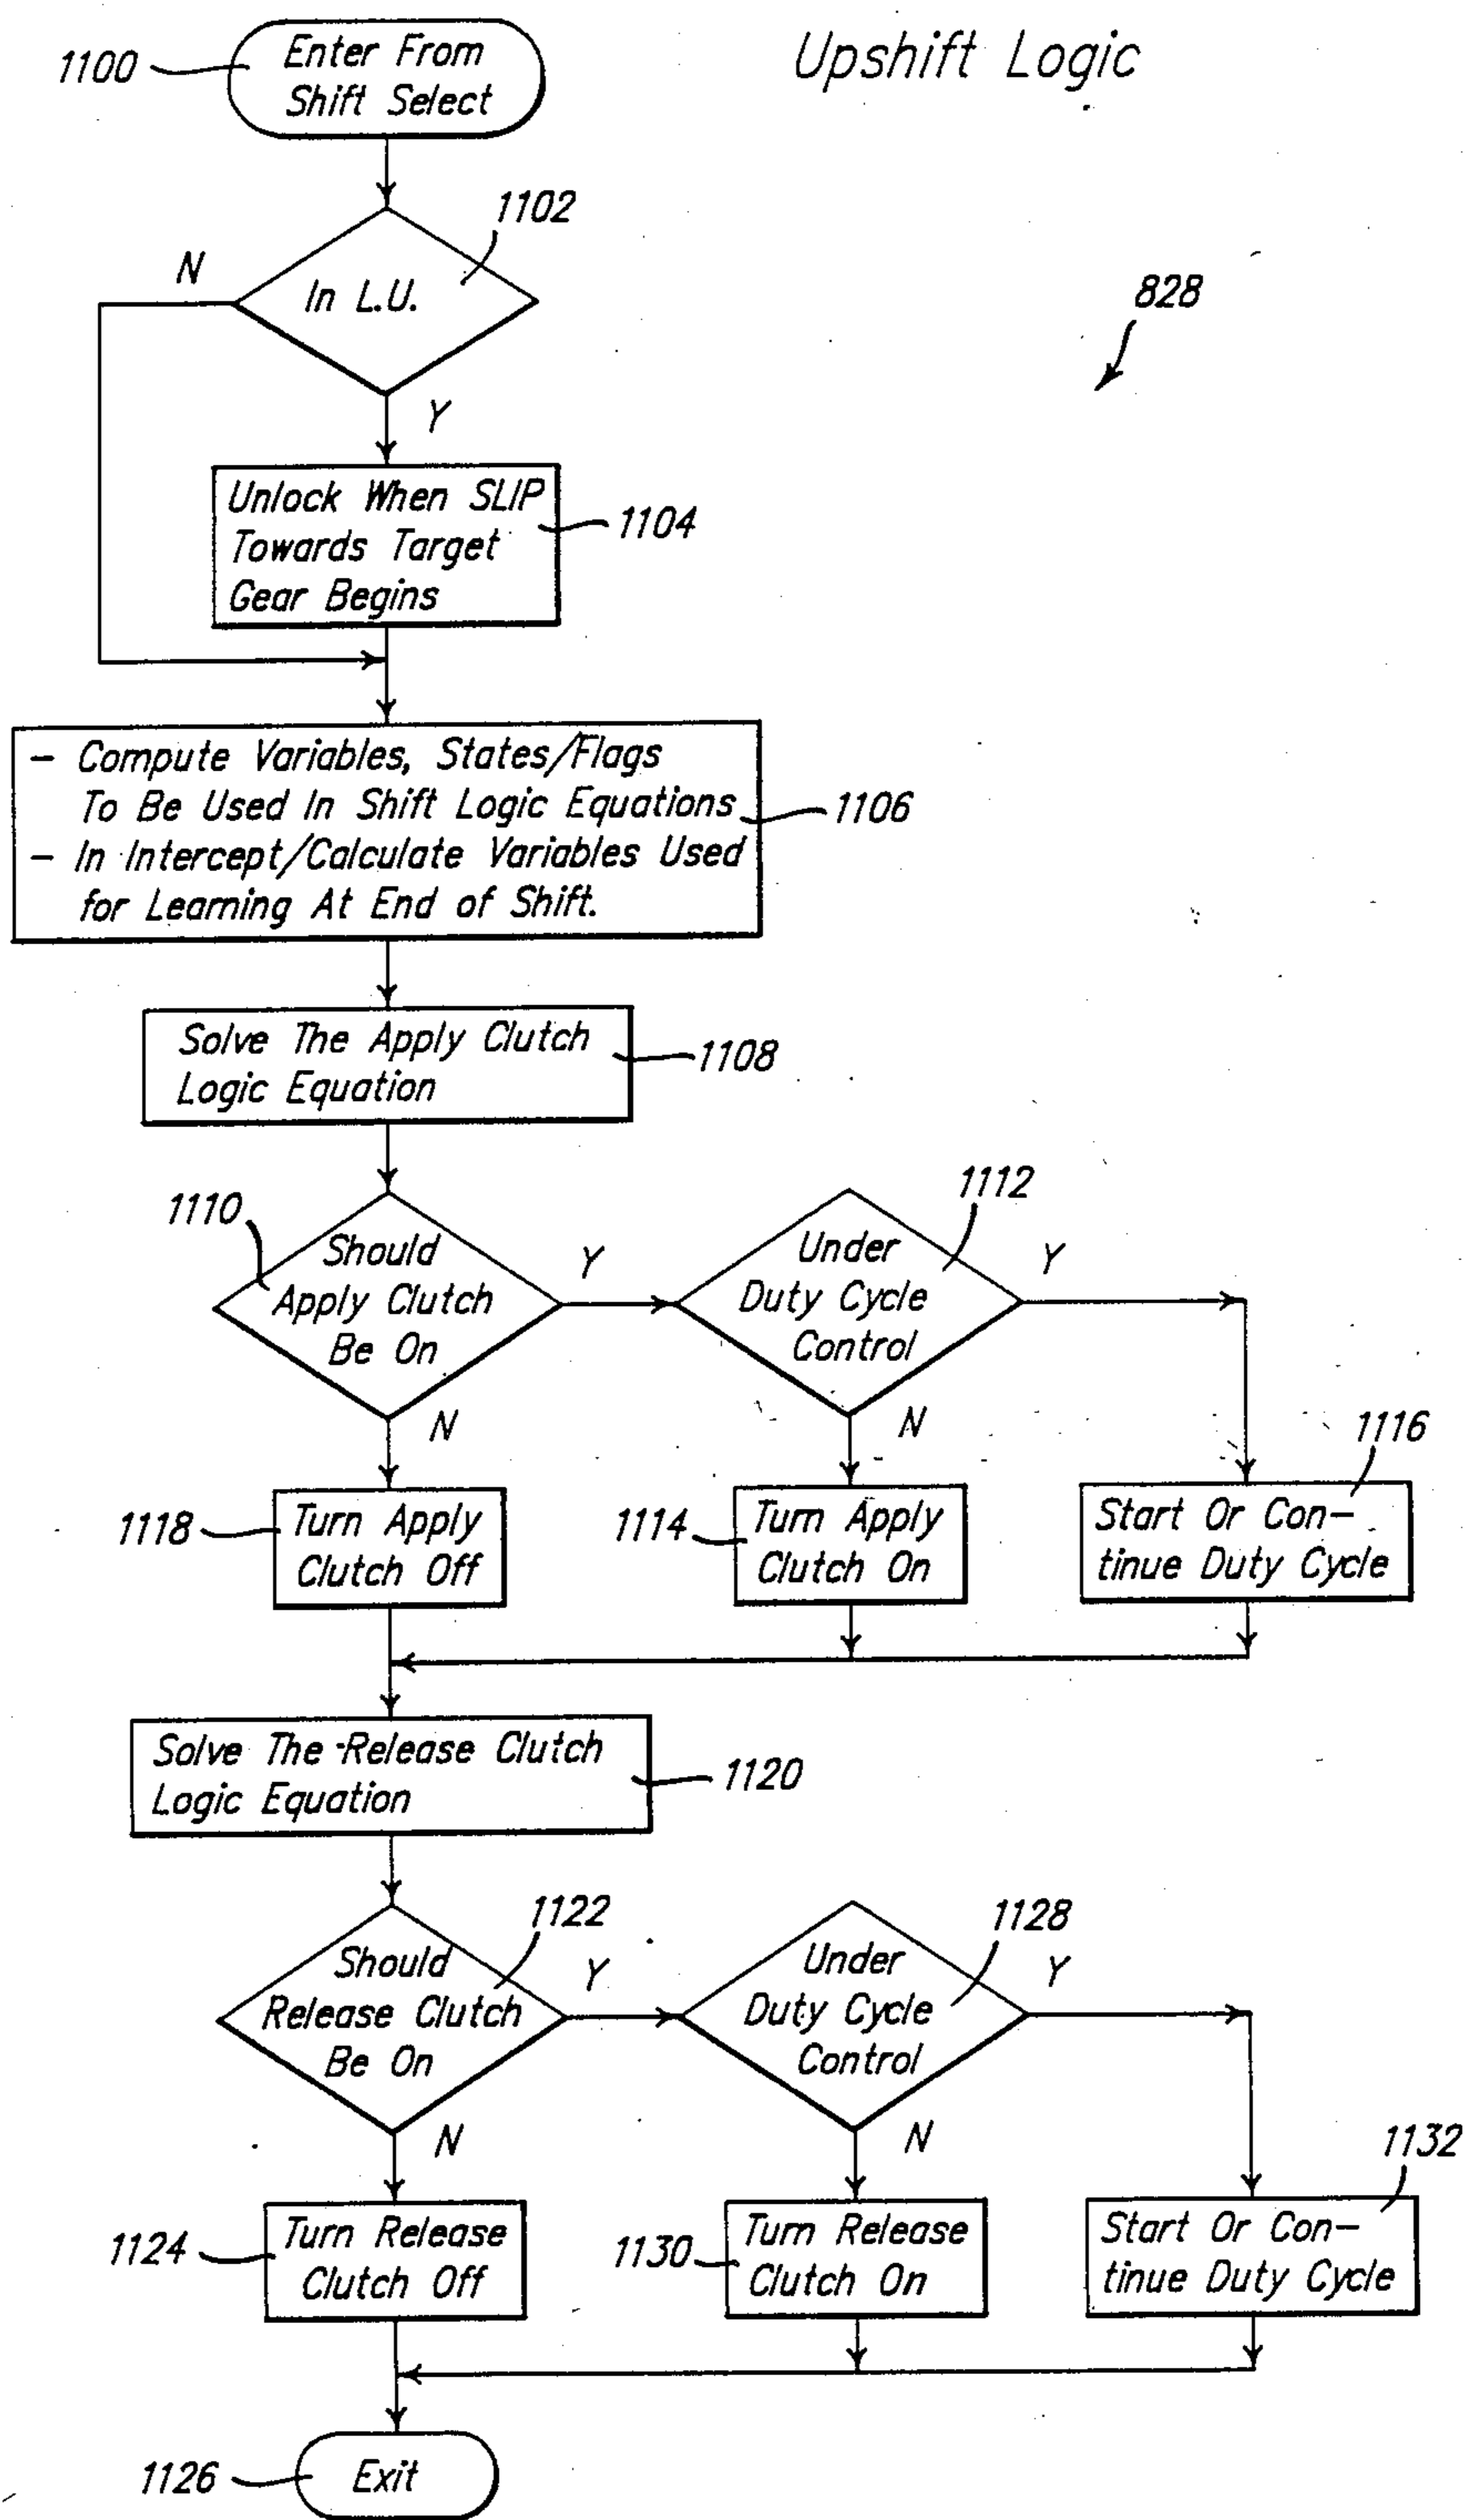 Upshift Logic
1100
Enter From
Shift Select
1102
N
In L.U.
828
Y
Unlock When SLIP
Towards Target
Gear Begins
1104
- Compute Variables, States/Flags
To Be Used In Shift Logic Equations
- In Intercept/Calculate Variables Used
for Learning At End of Shift.
1106
Solve The Apply Clutch
Logic Equation
1108
1110
Should
Apply Clutch
Be On
Y
1112
Under
Duty Cycle
Control
Y
N
N
1116
1118
Turn Apply
Clutch Off
1114
Turn Apply
Clutch On
Start Or Con-
tinue Duty Cycle
Solve The Release Clutch
Logic Equation
1120
1122
Should
Release Clutch
Be On
Y
1128
Under
Duty Cycle
Control
Y
N
N
1132
1124
Turn Release
Clutch Off
1130
Turn Release
Clutch On
Start Or Con-
tinue Duty Cycle
1126
Exit